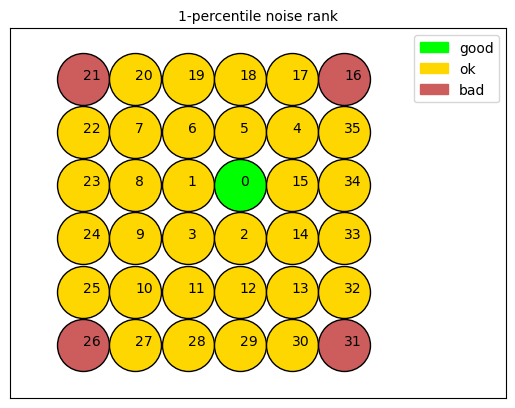 1-percentile noise rank
good
ok
bad
21 20 19 18 17 16
22 7 6 5 4 35
23 8 1 0 15 34
24 9 3 2 14 33
25 10 11 12 13 32
26 27 28 29 30 31